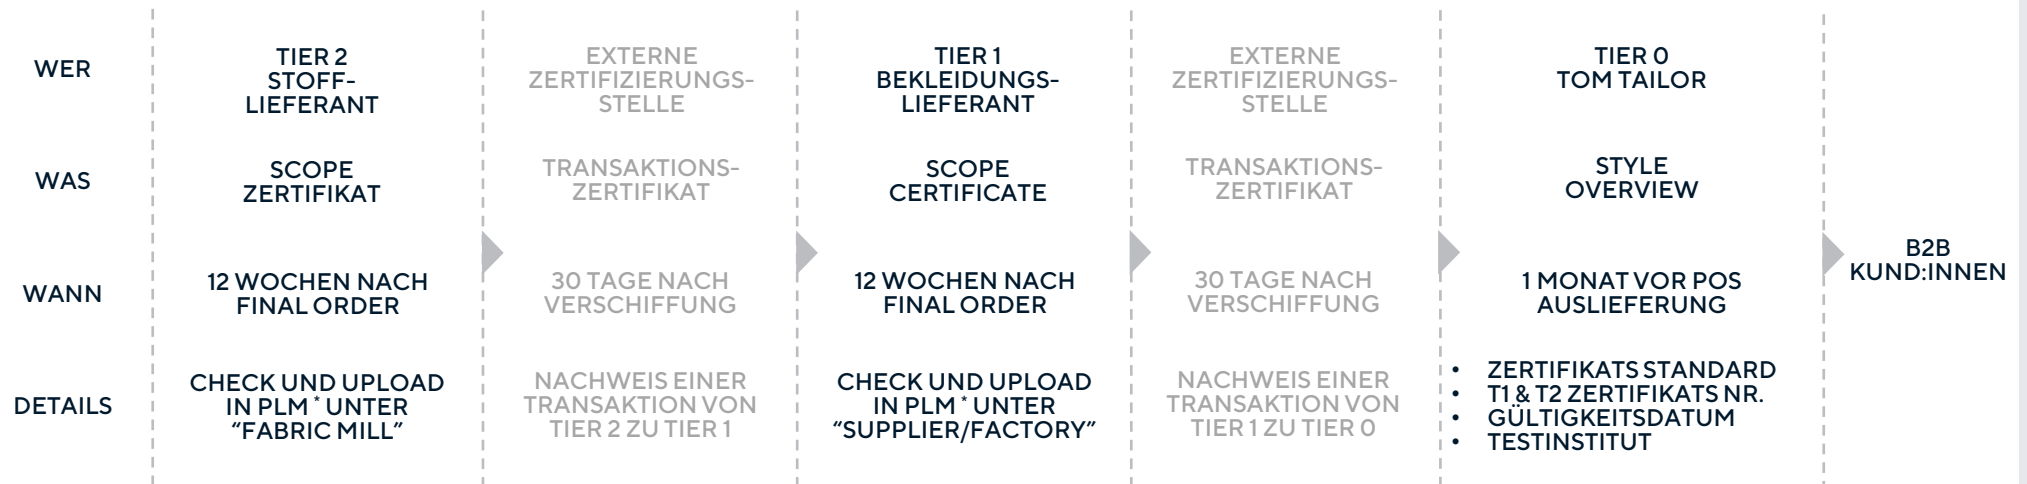 WER
TIER 2
STOFF-
LIEFERANT
EXTERNE
ZERTIFIZIERUNGS-
STELLE
TIER 1
BEKLEIDUNGS-
LIEFERANT
EXTERNE
ZERTIFIZIERUNGS-
STELLE
TIER 0
TOM TAILOR
WAS
SCOPE
ZERTIFIKAT
TRANSAKTIONS-
ZERTIFIKAT
SCOPE
CERTIFICATE
TRANSAKTIONS-
ZERTIFIKAT
STYLE
OVERVIEW
WANN
12 WOCHEN NACH
FINAL ORDER
30 TAGE NACH
VERSCHIFFUNG
12 WOCHEN NACH
FINAL ORDER
30 TAGE NACH
VERSCHIFFUNG
1 MONAT VOR POS
AUSLIEFERUNG
B2B
KUND:INNEN
DETAILS
CHECK UND UPLOAD
IN PLM * UNTER
“FABRIC MILL”
NACHWEIS EINER
TRANSAKTION VON
TIER 2 ZU TIER 1
CHECK UND UPLOAD
IN PLM * UNTER
“SUPPLIER/FACTORY”
NACHWEIS EINER
TRANSAKTION VON
TIER 1 ZU TIER 0
• ZERTIFIKATS STANDARD
• T1 & T2 ZERTIFIKATS NR.
• GÜLTIGKEITSDATUM
• TESTINSTITUT